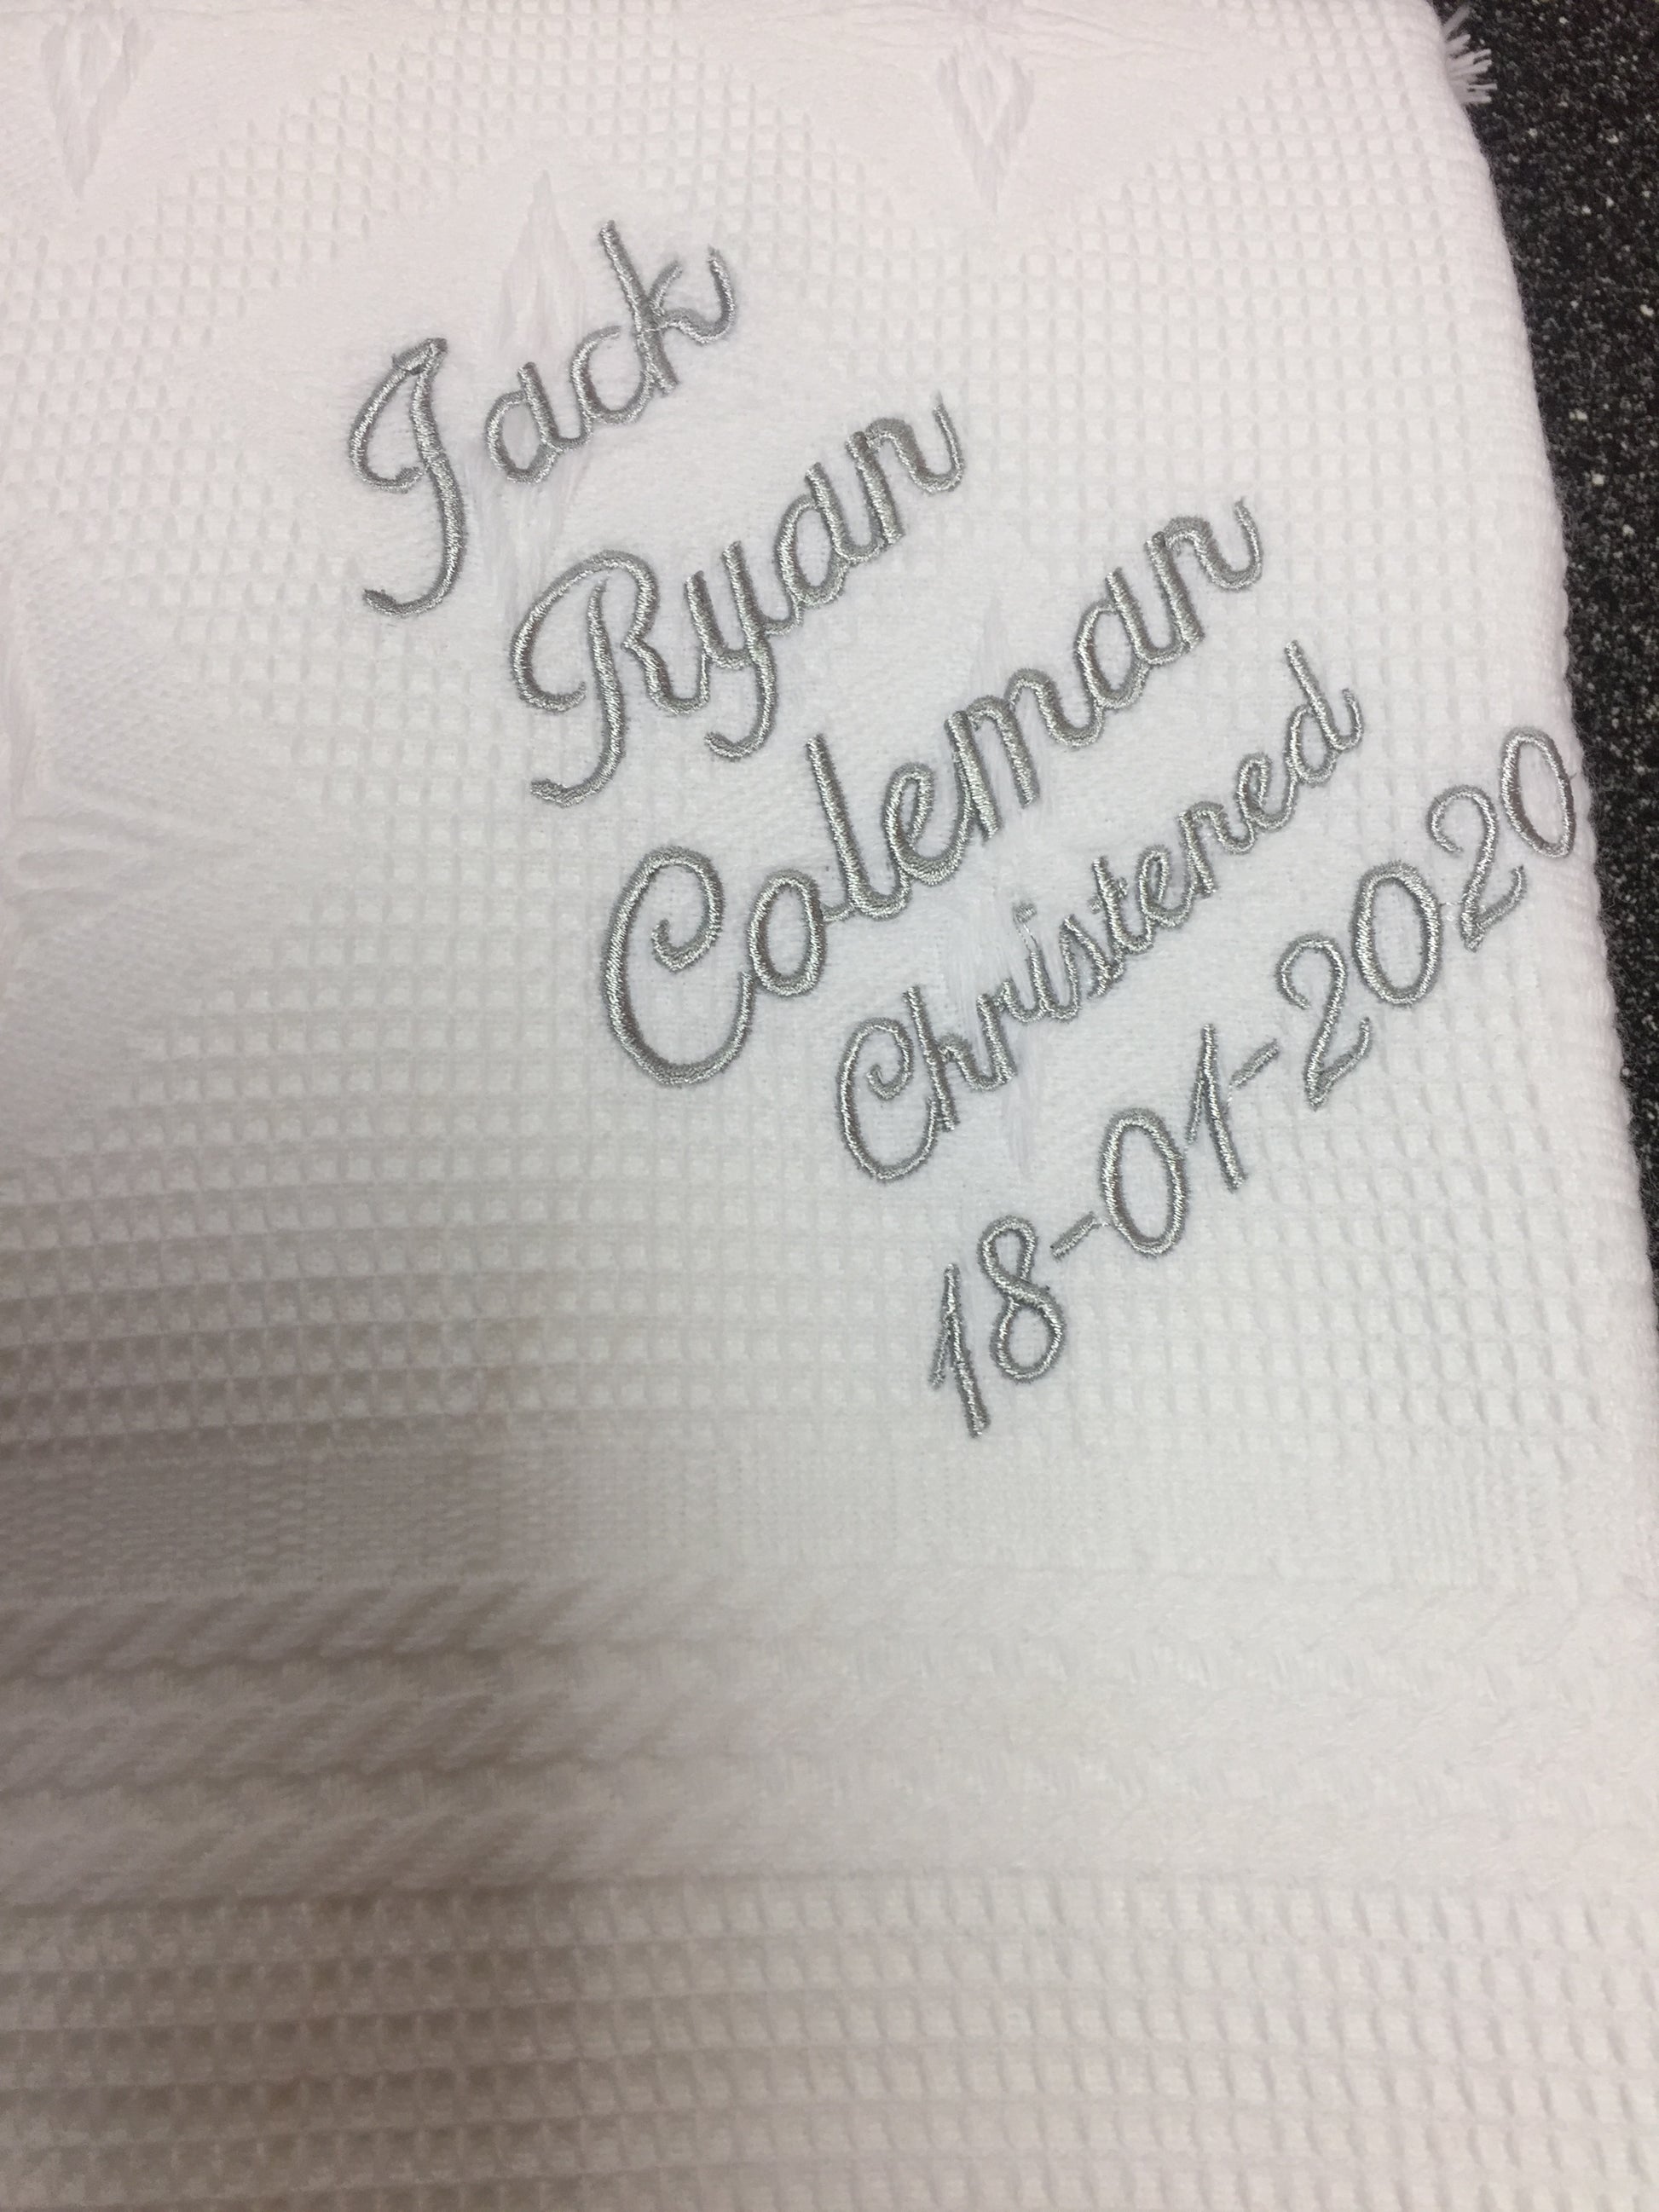 Jack
Ryan
Coleman
Christened
18-01-2020